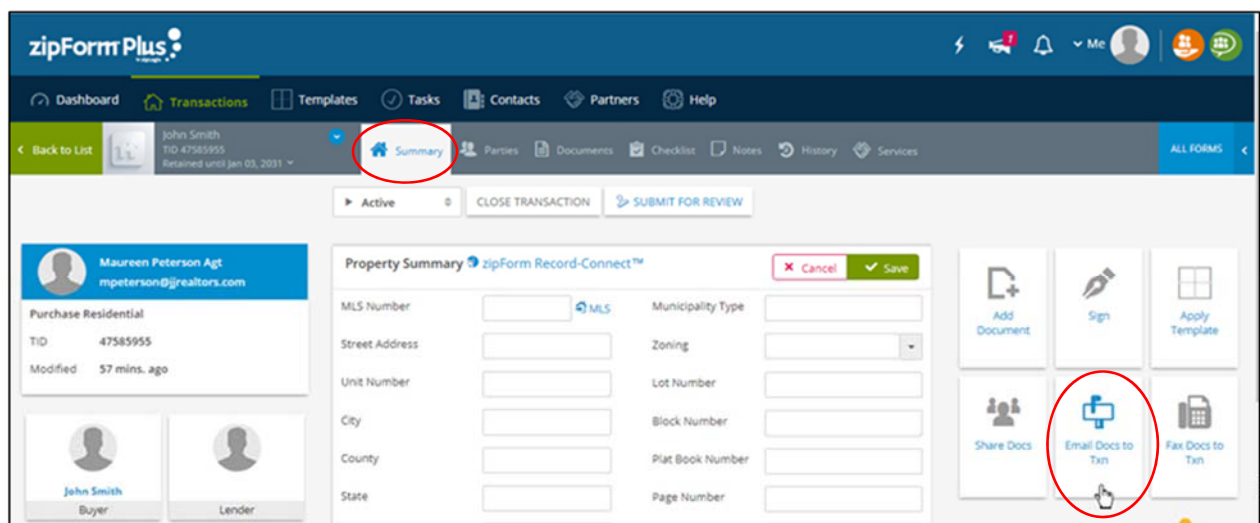 zipForm Plus
1
Me
Dashboard
Transactions
Templates
Tasks
Contacts
Partners
Help
Back to List
John Smith
TID 47585955
Retained until Jan 03, 2031
Summary
Parties
Documents
Checklist
Notes
History
Services
ALL FORMS
Active
CLOSE TRANSACTION
SUBMIT FOR REVIEW
Maureen Peterson Agt
mpeterson@jjrealtors.com
Purchase Residential
TID 47585955
Modified 57 mins. ago
John Smith
Buyer
Lender
Property Summary zipForm Record-Connect™
Cancel
Save
MLS Number
MLS
Municipality Type
Street Address
Zoning
Unit Number
Lot Number
City
Block Number
County
Plat Book Number
State
Page Number
Add
Document
Sign
Apply
Template
Share Docs
Email Docs to
Txn
Fax Docs to
Txn